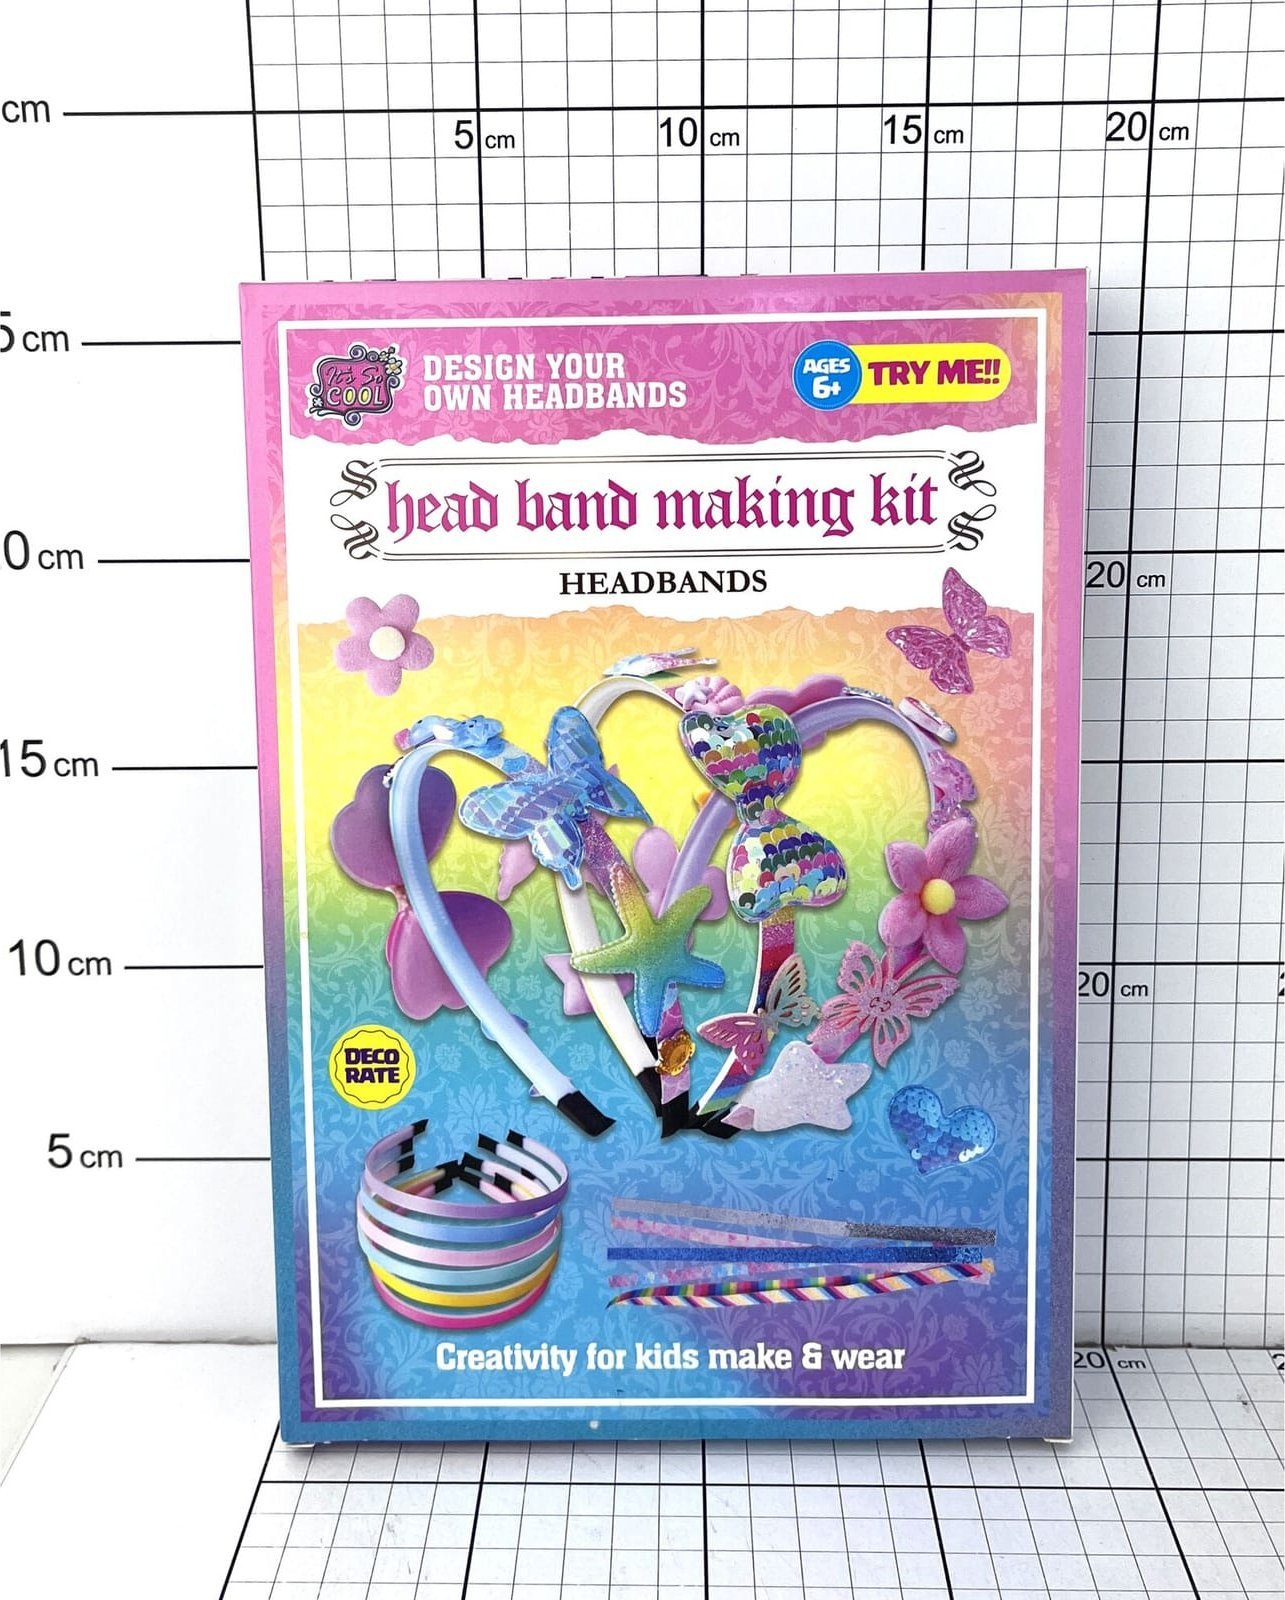 cm
5 cm
10 cm
15 cm
20 cm
5 cm
It's So
COOL
DESIGN YOUR
OWN HEADBANDS
AGES
6+
TRY ME!!
head band making kit
HEADBANDS
0 cm
20 cm
15 cm
10 cm
20 cm
DECO
RATE
5 cm
Creativity for kids make & wear
20 cm